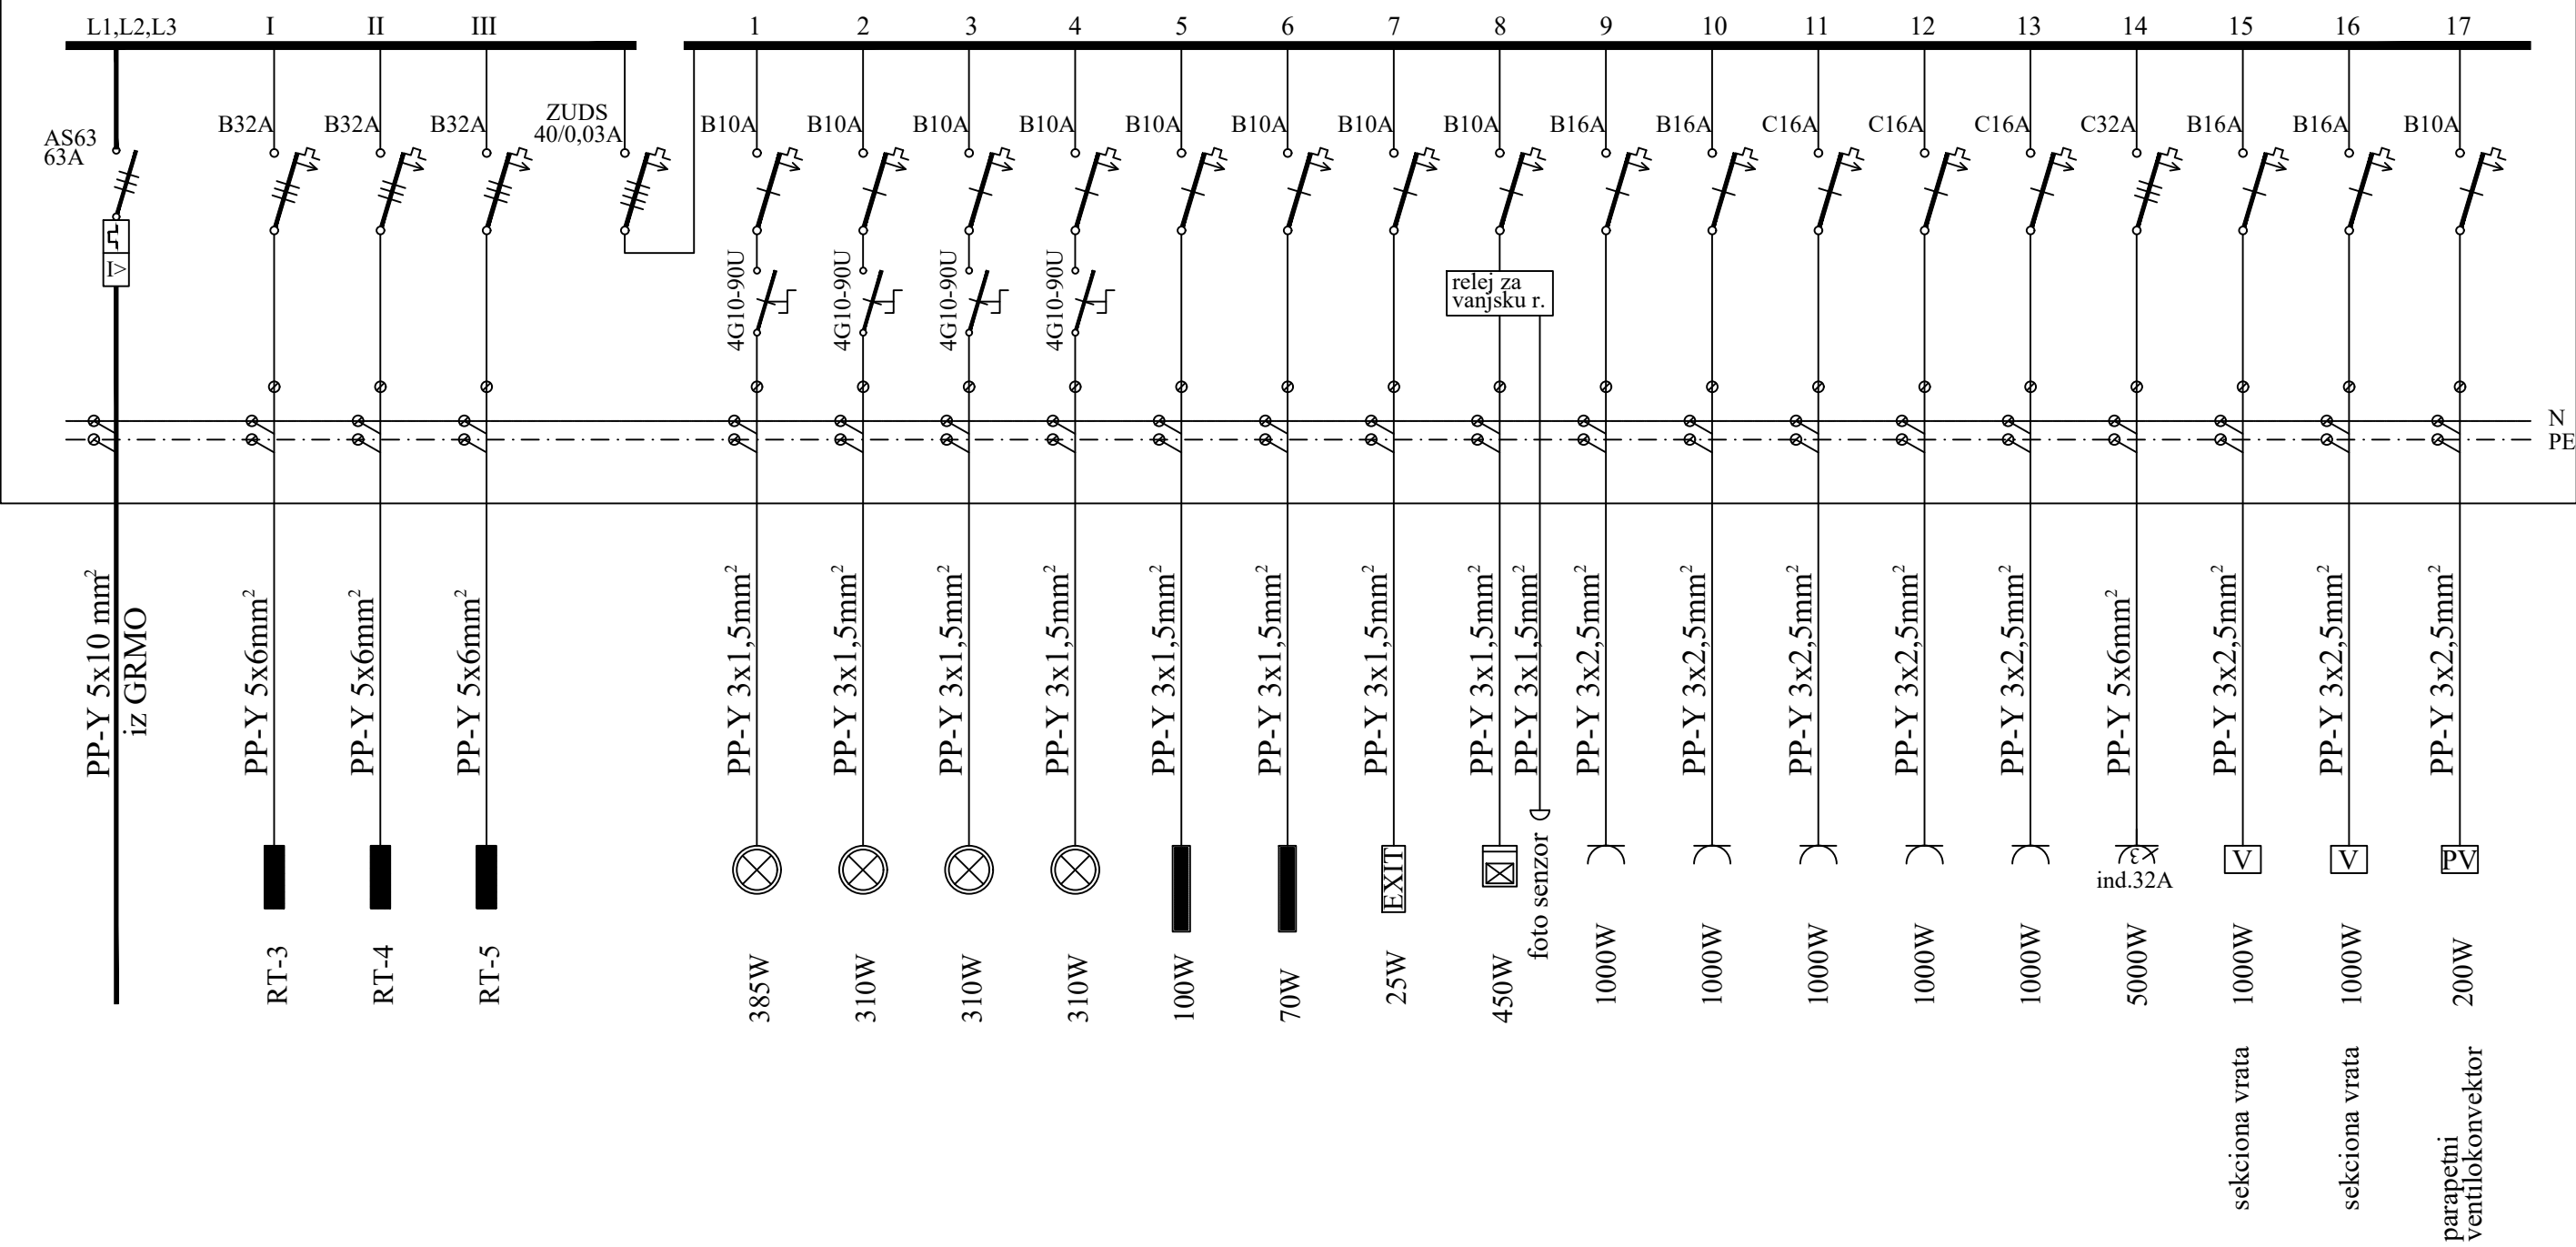 L1,L2,L3
I
II
III
1
2
3
4
5
6
7
8
9
10
11
12
13
14
15
16
17
AS63
63A
B32A
B32A
B32A
ZUDS
40/0,03A
B10A
B10A
B10A
B10A
B10A
B10A
B10A
B10A
B16A
B16A
C16A
C16A
C16A
C32A
B16A
B16A
B10A
I>
4G10-90U
4G10-90U
4G10-90U
4G10-90U
relej za
vanjsku r.
N
PE
PP-Y 5x10 mm²
iz GRMO
PP-Y 5x6mm²
PP-Y 5x6mm²
PP-Y 5x6mm²
PP-Y 3x1,5mm²
PP-Y 3x1,5mm²
PP-Y 3x1,5mm²
PP-Y 3x1,5mm²
PP-Y 3x1,5mm²
PP-Y 3x1,5mm²
PP-Y 3x1,5mm²
PP-Y 3x1,5mm²
PP-Y 3x1,5mm²
PP-Y 3x2,5mm²
PP-Y 3x2,5mm²
PP-Y 3x2,5mm²
PP-Y 3x2,5mm²
PP-Y 3x2,5mm²
PP-Y 5x6mm²
PP-Y 3x2,5mm²
PP-Y 3x2,5mm²
PP-Y 3x2,5mm²
EXIT
foto senzor
3
ind.32A
V
V
PV
RT-3
RT-4
RT-5
385W
310W
310W
310W
100W
70W
25W
450W
1000W
1000W
1000W
1000W
1000W
5000W
1000W
1000W
200W
sekciona vrata
sekciona vrata
parapetni
ventilokonvektor